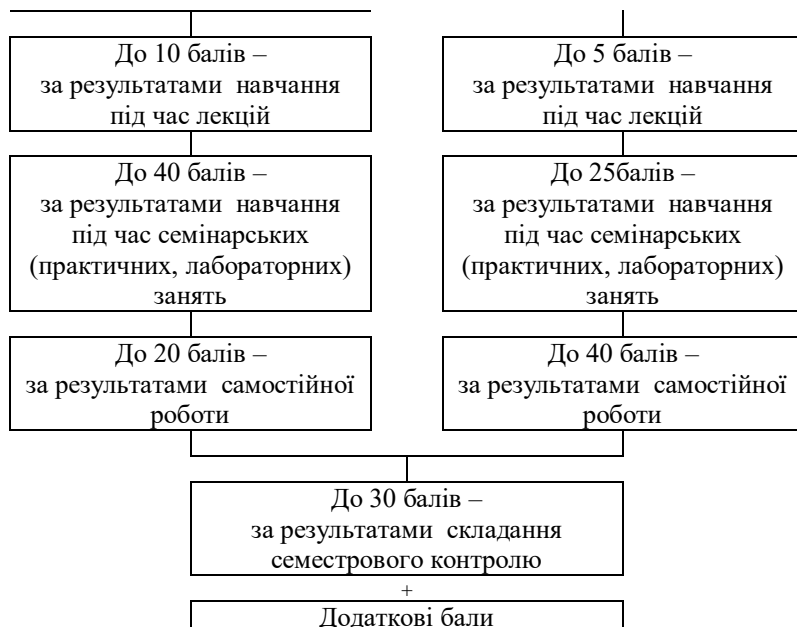 До 10 балів –
за результатами навчання
під час лекцій
До 40 балів –
за результатами навчання
під час семінарських
(практичних, лабораторних)
занять
До 20 балів –
за результатами самостійної
роботи
До 5 балів –
за результатами навчання
під час лекцій
До 25балів –
за результатами навчання
під час семінарських
(практичних, лабораторних)
занять
До 40 балів –
за результатами самостійної
роботи
До 30 балів –
за результатами складання
семестрового контролю
+
Додаткові бали